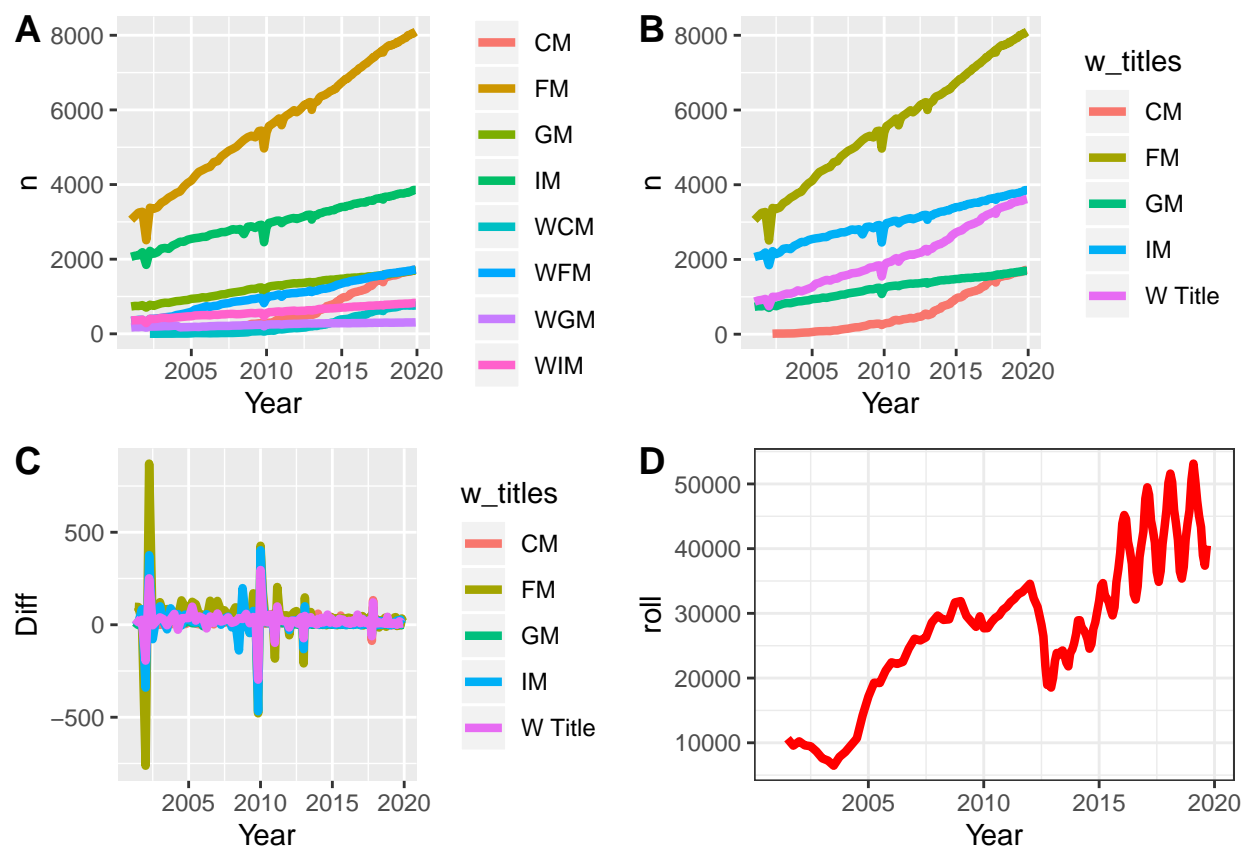 A
8000
6000
4000
2000
0
n
2005 2010 2015 2020
Year
CM
FM
GM
IM
WCM
WFM
WGM
WIM
B
8000
6000
4000
2000
0
n
2005 2010 2015 2020
Year
w_titles
CM
FM
GM
IM
W Title
C
500
0
−500
Diff
2005 2010 2015 2020
Year
w_titles
CM
FM
GM
IM
W Title
D
50000
40000
30000
20000
10000
roll
2005 2010 2015 2020
Year